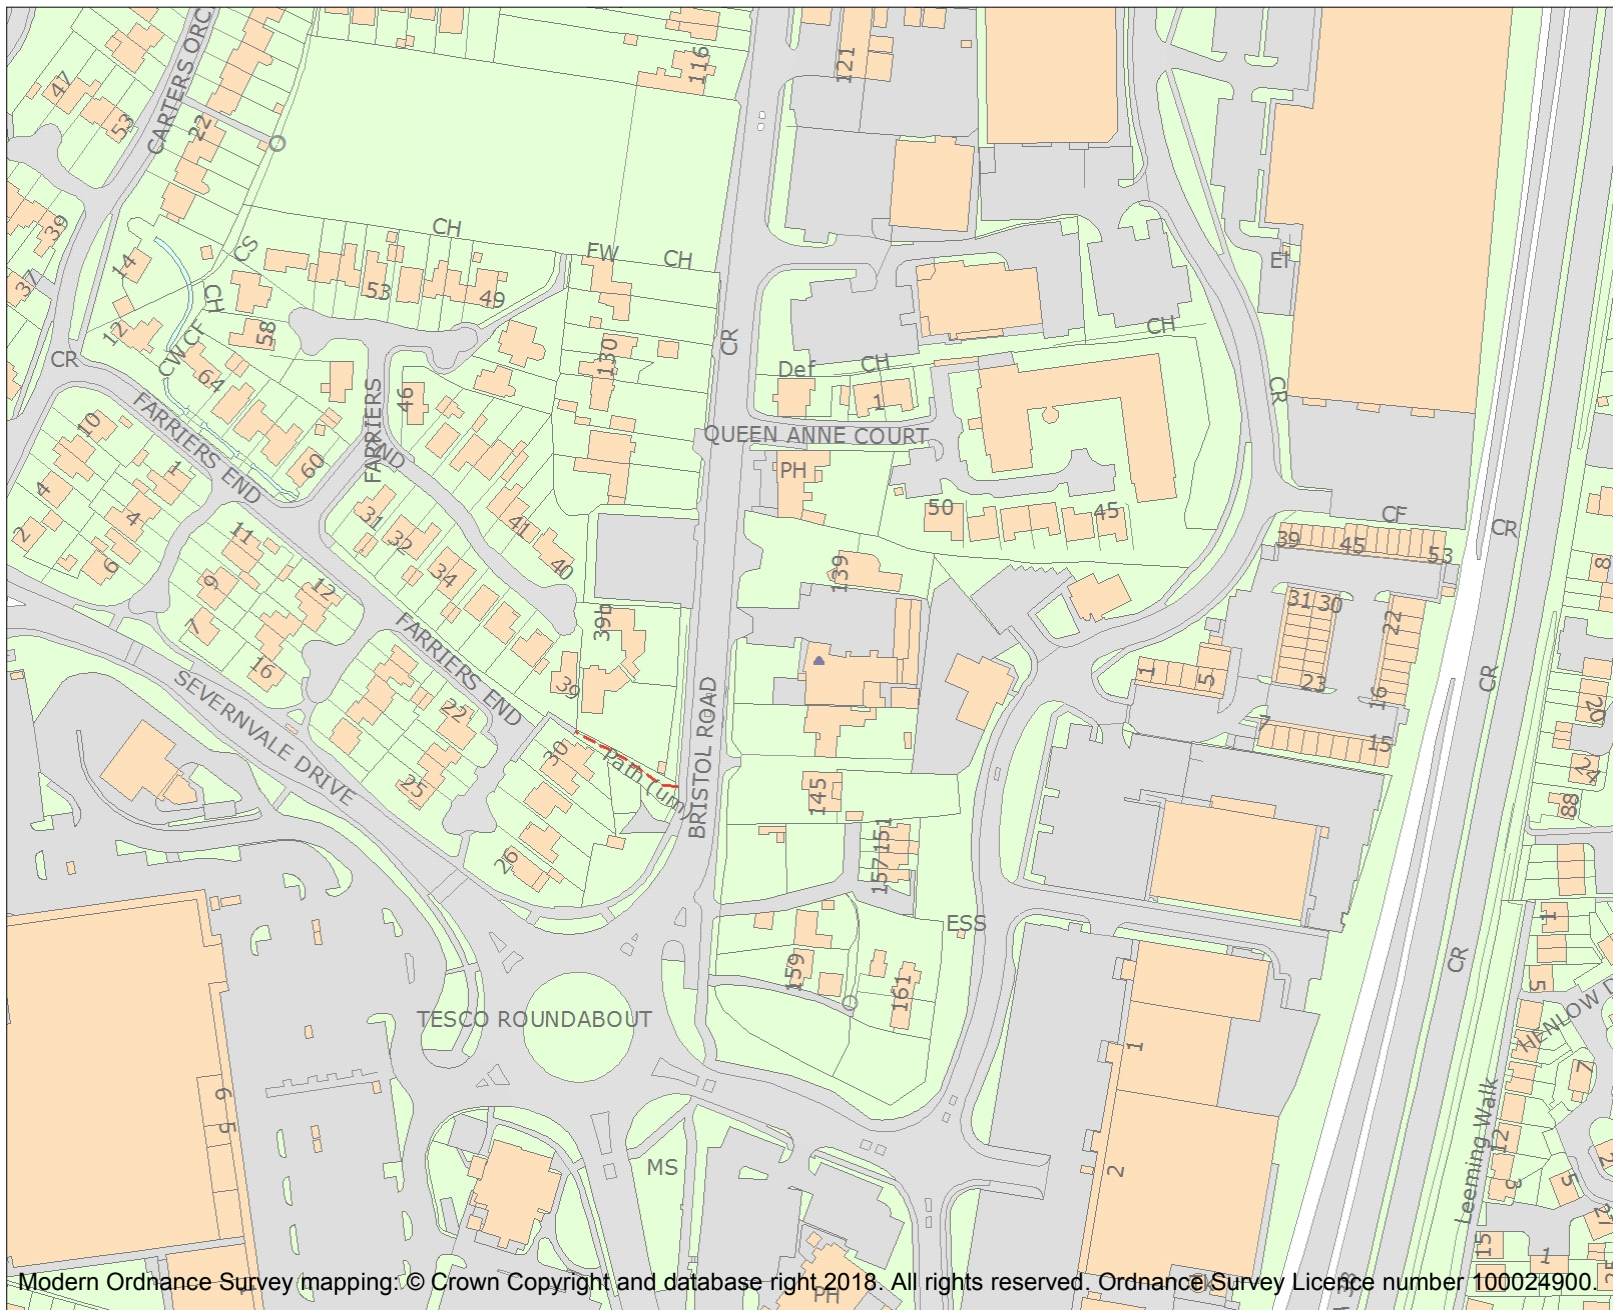 CARTERS ORC
47
53
22
116
121
39
37
14
12
CS
CH
CH
FW
CH
53
49
58
CH
CF
CW
64
CR
CR
130
EI
CH
Def
CH
1
CR
QUEEN ANNE COURT
FARRIERS END
FARRIERS
END
46
10
4
2
1
4
6
60
31
32
34
41
40
PH
50
45
139
CF
CR
39
45
53
31
30
22
23
16
1
5
7
15
8
CR
20
24
88
11
9
7
12
16
FARRIERS END
39b
39
22
25
30
26
Path (um)
SEVERNVALE DRIVE
BRISTOL ROAD
145
151
157
ESS
159
161
TESCO ROUNDABOUT
CR
1
5
HENLOW D
7
Leeming Walk
12
3
5
15
1
6
5
1
2
MS
PH
Modern Ordnance Survey mapping: © Crown Copyright and database right 2018. All rights reserved. Ordnance Survey Licence number 100024900.